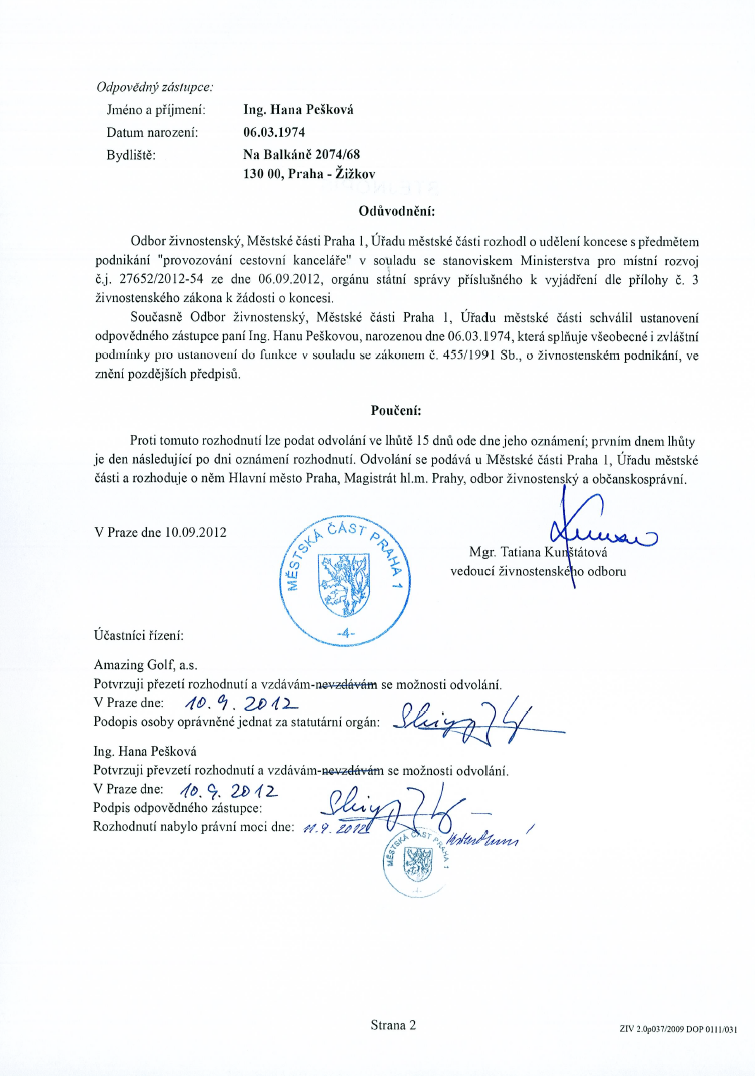 Odpovědný zástupce:
Jméno a příjmení: Ing. Hana Pešková
Datum narození: 06.03.1974
Bydliště: Na Balkáně 2074/68
130 00, Praha - Žižkov
Odůvodnění:
Odbor živnostenský, Městské části Praha 1, Úřadu městské části rozhodl o udělení koncese s předmětem
podnikání "provozování cestovní kanceláře" v souladu se stanoviskem Ministerstva pro místní rozvoj
č.j. 27652/2012-54 ze dne 06.09.2012, orgánu státní správy příslušného k vyjádření dle přílohy č. 3
živnostenského zákona k žádosti o koncesi.
Současně Odbor živnostenský, Městské části Praha 1, Úřadu městské části schválil ustanovení
odpovědného zástupce paní Ing. Hanu Peškovou, narozenou dne 06.03.1974, která splňuje všeobecné i zvláštní
podmínky pro ustanovení do funkce v souladu se zákonem č. 455/1991 Sb., o živnostenském podnikání, ve
znění pozdějších předpisů.
Poučení:
Proti tomuto rozhodnutí lze podat odvolání ve lhůtě 15 dnů ode dne jeho oznámení; prvním dnem lhůty
je den následující po dni oznámení rozhodnutí. Odvolání se podává u Městské části Praha 1, Úřadu městské
části a rozhoduje o něm Hlavní město Praha, Magistrát hl.m. Prahy, odbor živnostenský a občanskosprávní.
V Praze dne 10.09.2012
MĚSTSKÁ ČÁST PRAHA 1
-4-
Mgr. Tatiana Kunštátová
vedoucí živnostenského odboru
Účastníci řízení:
Amazing Golf, a.s.
Potvrzuji přezetí rozhodnutí a vzdávám-nevzdávám se možnosti odvolání.
V Praze dne: 10.9.2012
Podopis osoby oprávněné jednat za statutární orgán:
Ing. Hana Pešková
Potvrzuji převzetí rozhodnutí a vzdávám-nevzdávám se možnosti odvolání.
V Praze dne: 10.9.2012
Podpis odpovědného zástupce:
Rozhodnutí nabylo právní moci dne: 11.9.2012
MĚSTSKÁ ČÁST PRAHA 1
Strana 2
ZIV 2.0p037/2009 DOP 0111/031